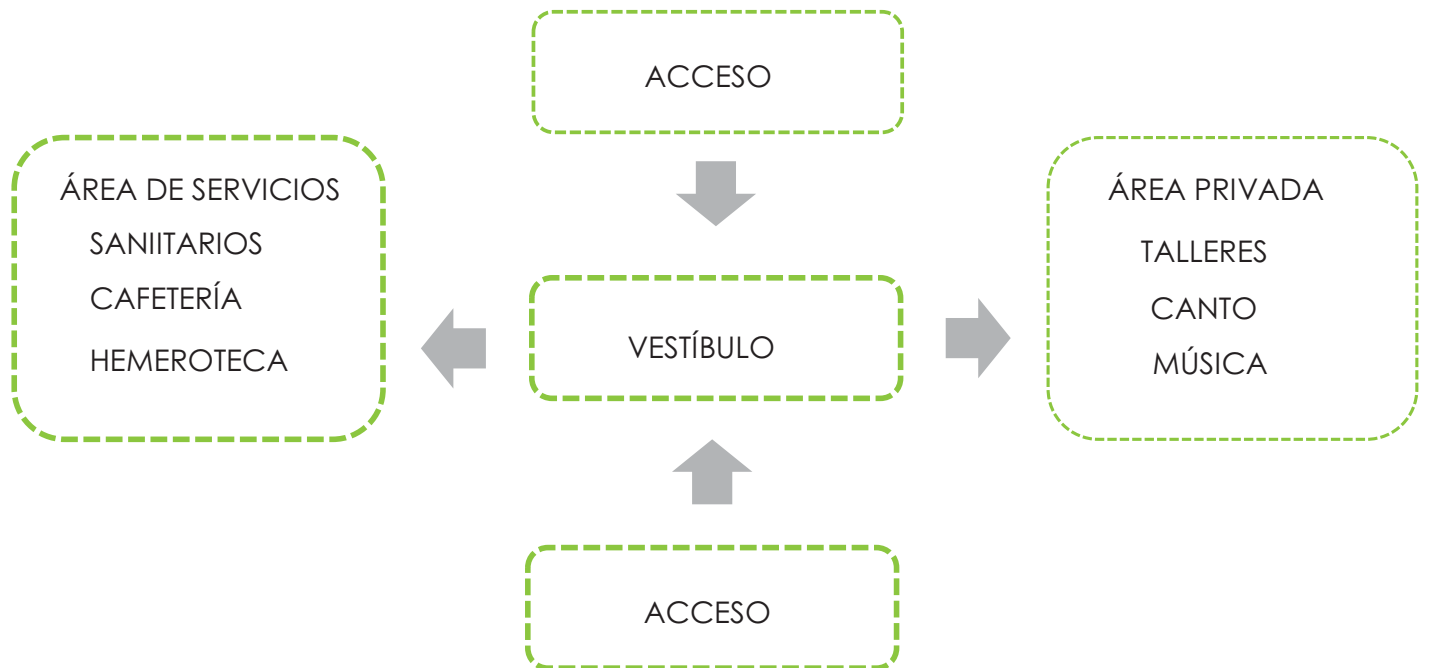 ACCESO
ÁREA DE SERVICIOS
SANIITARIOS
CAFETERÍA
HEMEROTECA
VESTÍBULO
ÁREA PRIVADA
TALLERES
CANTO
MÚSICA
ACCESO